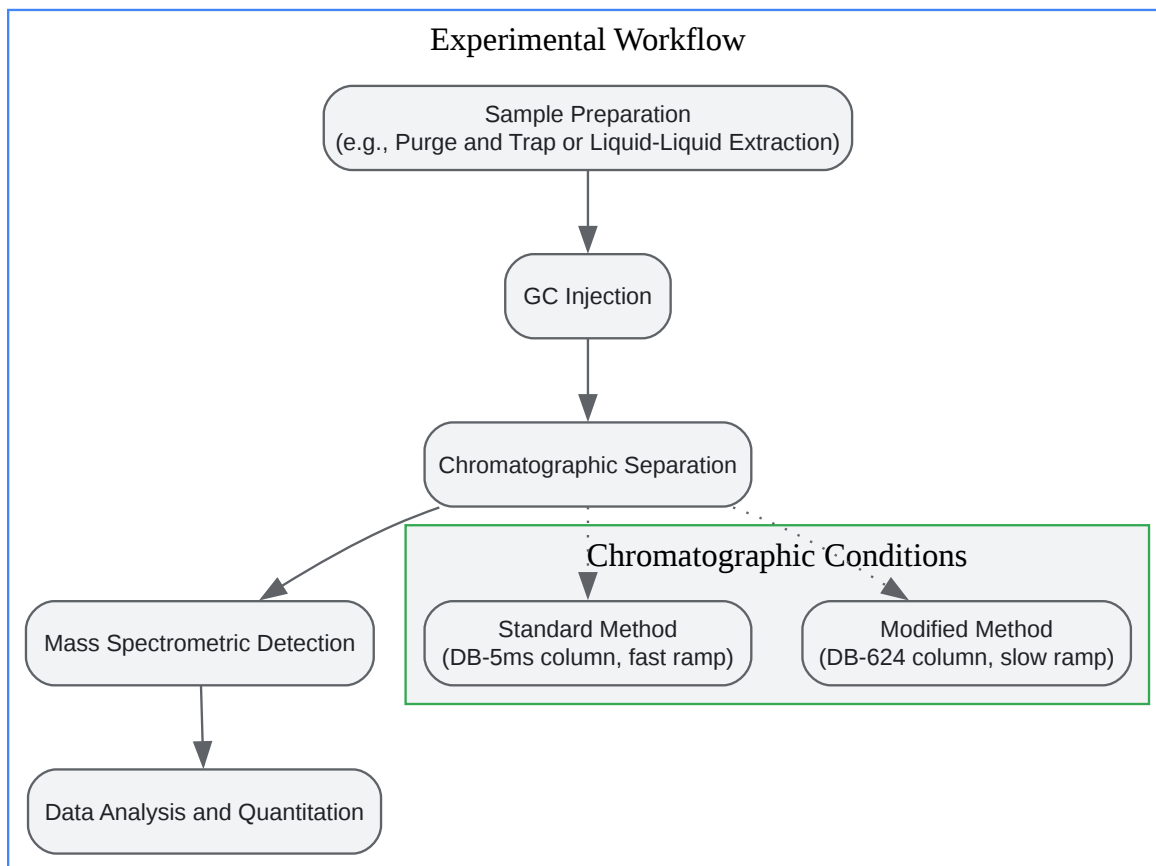 Experimental Workflow
Sample Preparation
(e.g., Purge and Trap or Liquid-Liquid Extraction)
GC Injection
Chromatographic Separation
Chromatographic Conditions
Mass Spectrometric Detection
Standard Method
(DB-5ms column, fast ramp)
Modified Method
(DB-624 column, slow ramp)
Data Analysis and Quantitation